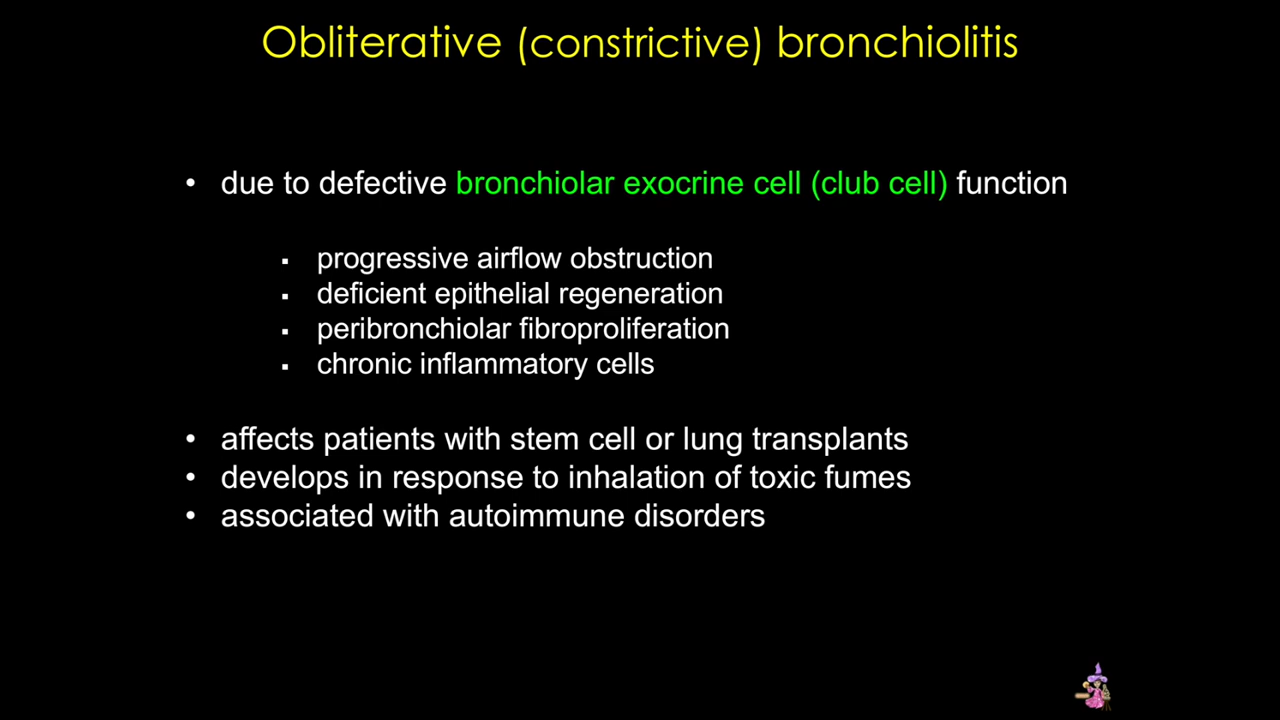 Obliterative (constrictive) bronchiolitis
• due to defective bronchiolar exocrine cell (club cell) function
▪ progressive airflow obstruction
▪ deficient epithelial regeneration
▪ peribronchiolar fibroproliferation
▪ chronic inflammatory cells
• affects patients with stem cell or lung transplants
• develops in response to inhalation of toxic fumes
• associated with autoimmune disorders